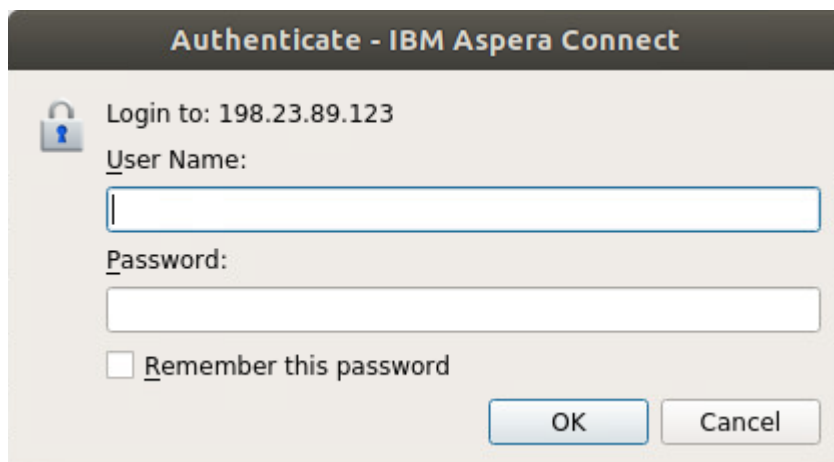 Authenticate - IBM Aspera Connect
Login to: 198.23.89.123
User Name:
Password:
Remember this password
OK Cancel